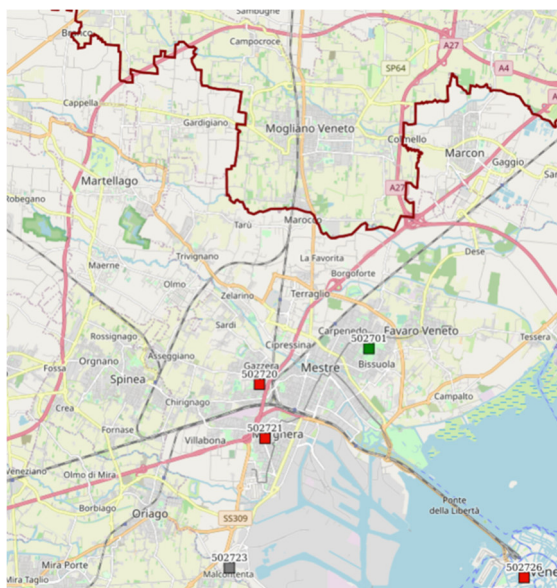 Sambughe
Campocroce
A27
SP64
A4
Cappella
Gardigiano
Mogliano Veneto
Marcon
Gaggio
Martellago
A27
Robegano
Tarù
Marocco
Dese
Maerne
Trivignano
La Favorita
Borgoforte
Olmo
Zelarino
Terraglio
Sardi
Carpenedo
Favaro Veneto
Tessera
Rossignago
Cipressina
502701
Orgnano
Asseggiano
Gazzera
502720
Mestre
Bissuola
Fossa
Spinea
Campalto
Crea
Chirignago
Fornase
502721
Villabona
Veneziano
Olmo di Mira
Borbiago
Ponte
della Libertà
Oriago
SS309
502723
502726
Mira Porte
Malcontenta
Mira Taglio